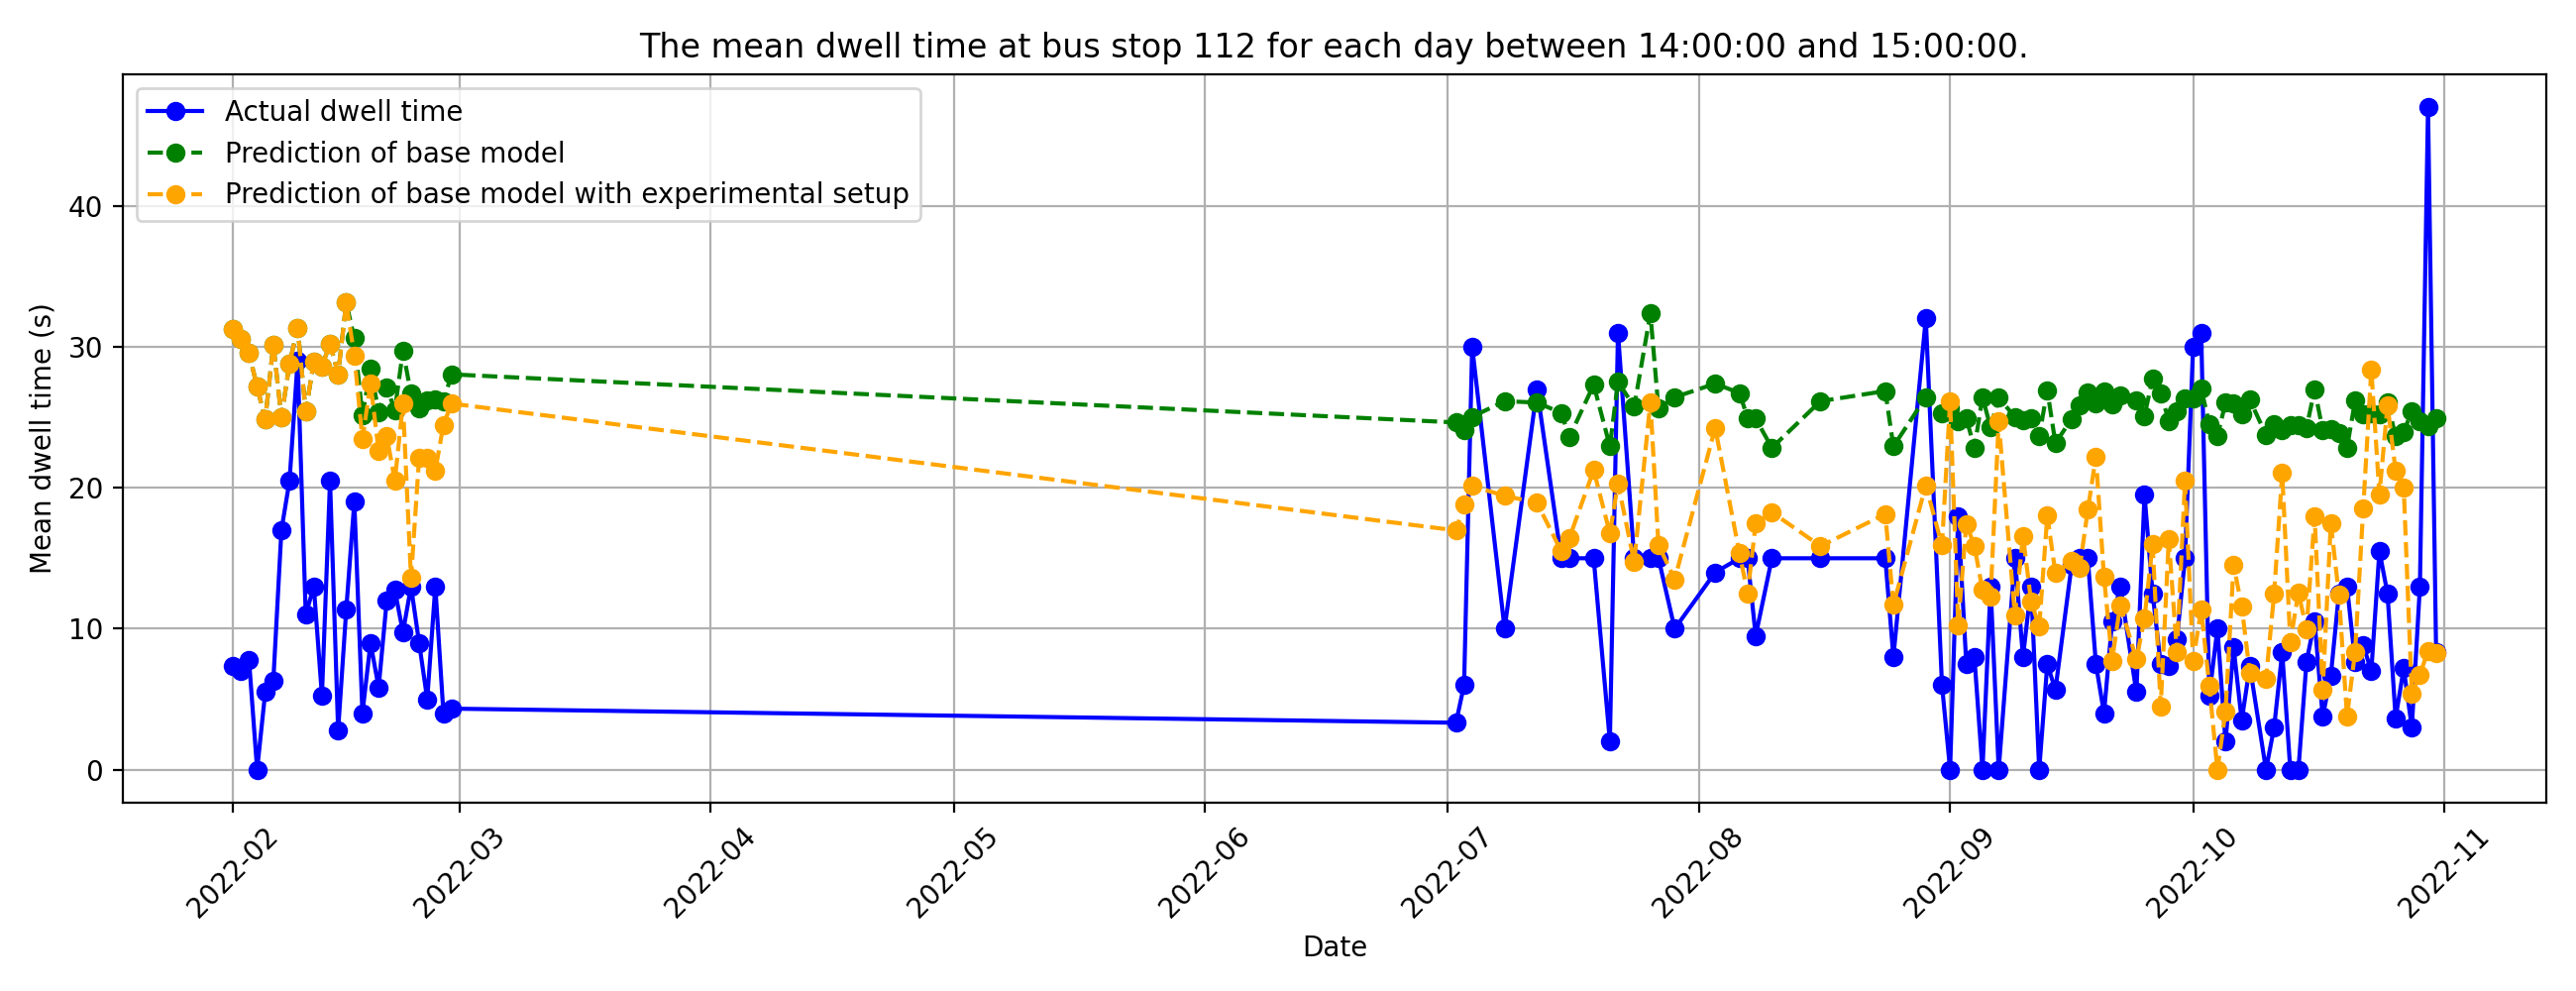 The mean dwell time at bus stop 112 for each day between 14:00:00 and 15:00:00.
Actual dwell time
Prediction of base model
Prediction of base model with experimental setup
Mean dwell time (s)
40
30
20
10
0
2022-02
2022-03
2022-04
2022-05
2022-06
2022-07
2022-08
2022-09
2022-10
2022-11
Date